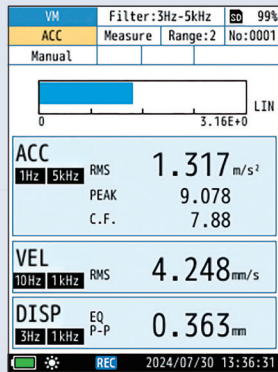 VM Filter:3Hz-5kHz SD 99%
ACC Measure Range:2 No:0001
Manual
LIN
0 3.16E+0
ACC
1Hz 5kHz RMS 1.317 m/s²
PEAK 9.078
C.F. 7.88
VEL
10Hz 1kHz RMS 4.248 mm/s
DISP EQ
3Hz 1kHz P-P 0.363 mm
REC 2024/07/30 13:36:31